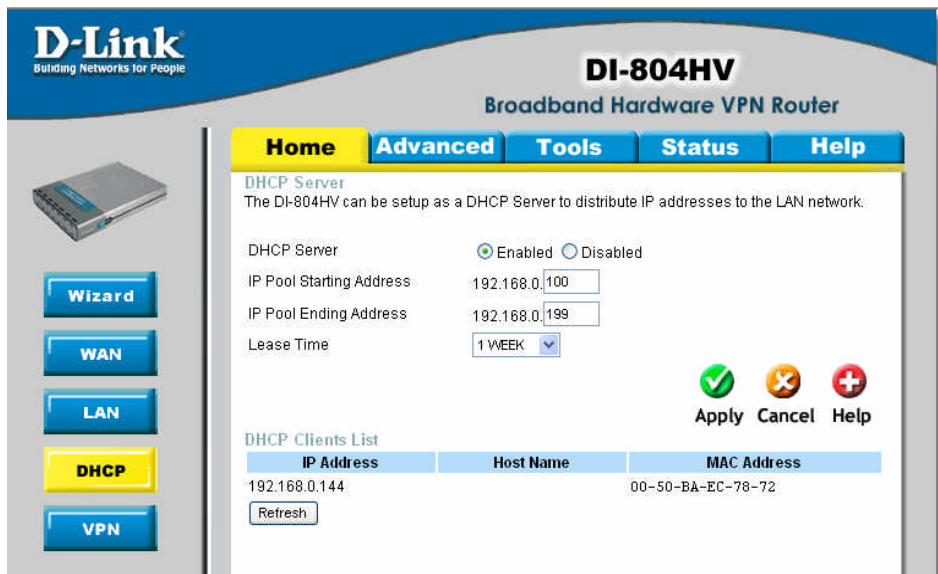 D-Link
Building Networks for People
DI-804HV
Broadband Hardware VPN Router
Home Advanced Tools Status Help
DHCP Server
The DI-804HV can be setup as a DHCP Server to distribute IP addresses to the LAN network.
DHCP Server Enabled Disabled
IP Pool Starting Address 192.168.0. 100
IP Pool Ending Address 192.168.0. 199
Lease Time 1 WEEK
Apply Cancel Help
DHCP Clients List
IP Address Host Name MAC Address
192.168.0.144 00-50-BA-EC-78-72
Refresh
Wizard
WAN
LAN
DHCP
VPN